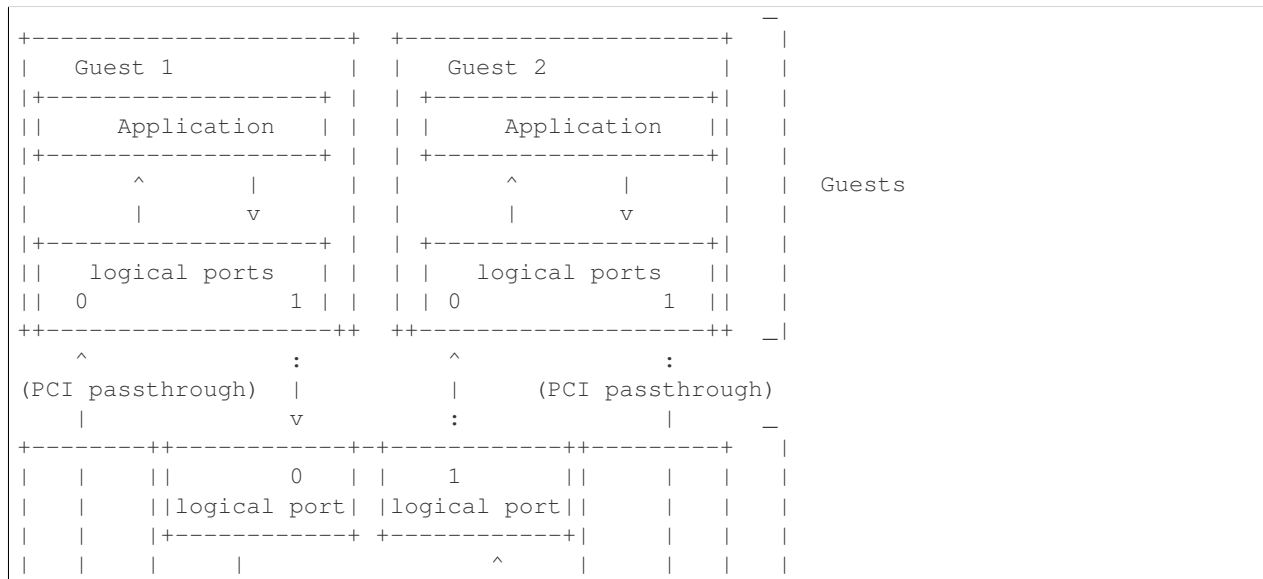 _
+----------------------+  +-----------------------+   |
|   Guest 1            |  |   Guest 2             |   |
|+--------------------+ |  | +-------------------+|    |
||      Application   | |  | |     Application   ||    |
|+--------------------+ |  | +-------------------+|    |
|       ^       |       |  |       ^       |       |    |  Guests
|       |       v       |  |       |       v       |    |
|+--------------------+ |  | +-------------------+|    |
||    logical ports   | |  | |   logical ports   ||    |
||  0              1  | |  | | 0              1  ||    |
++--------------------++  ++--------------------++   _|
    ^              :          ^              :
(PCI passthrough)  |          |     (PCI passthrough)
    |              v          :              |      _
+--------++------------+-+------------++---------+   |
|    |   ||        0   | |   1        ||    |    |   |
|    |   ||logical port| |logical port||    |    |   |
|    |   |+------------+ +------------+|    |    |   |
|    |   |     |                 ^     |    |    |   |